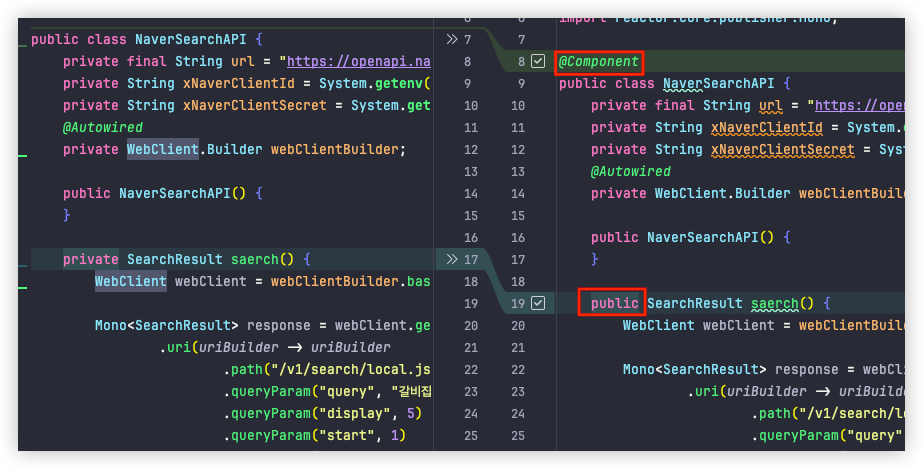 public class NaverSearchAPI {
private final String url = "https://openapi.na
private String xNaverClientId = System.getenv(
private String xNaverClientSecret = System.get
@Autowired
private WebClient.Builder webClientBuilder;
public NaverSearchAPI() {
}
private SearchResult saerch() {
WebClient webClient = webClientBuilder.bas
Mono<SearchResult> response = webClient.ge
.uri(uriBuilder → uriBuilder
.path("/v1/search/local.js
.queryParam("query", "갈비집
.queryParam("display", 5)
.queryParam("start", 1)
7
8
9
10
11
12
13
14
15
16
17
18
19
20
21
22
23
24
25
6
7
8
9
10
11
12
13
14
15
16
17
18
19
20
21
22
23
24
25
import reactor.core.publisher.Mono;
@Component
public class NaverSearchAPI {
private final String url = "https://ope
private String xNaverClientId = System.
private String xNaverClientSecret = Sys
@Autowired
private WebClient.Builder webClientBuil
public NaverSearchAPI() {
}
public SearchResult saerch() {
WebClient webClient = webClientBuil
Mono<SearchResult> response = webCl
.uri(uriBuilder → uriBuilde
.path("/v1/search/l
.queryParam("query"